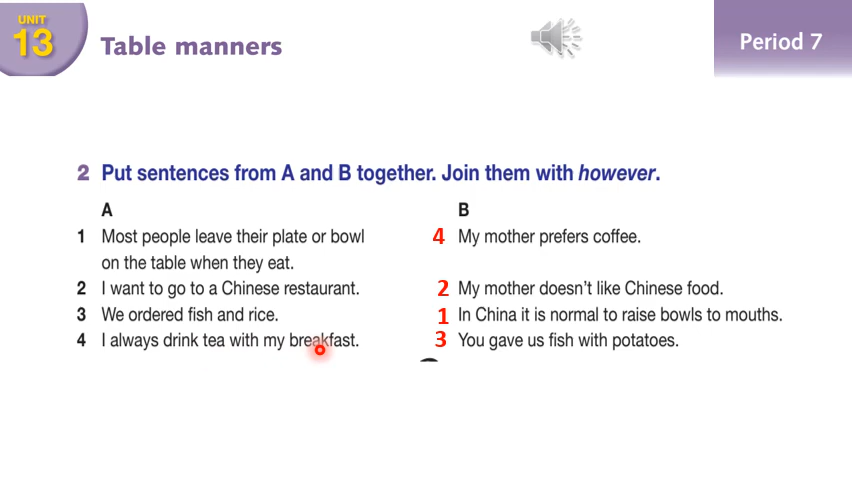 UNIT
13
Table manners
Period 7
2 Put sentences from A and B together. Join them with however.
A
B
1 Most people leave their plate or bowl
on the table when they eat.
4 My mother prefers coffee.
2 I want to go to a Chinese restaurant.
2 My mother doesn't like Chinese food.
3 We ordered fish and rice.
1 In China it is normal to raise bowls to mouths.
4 I always drink tea with my breakfast.
3 You gave us fish with potatoes.